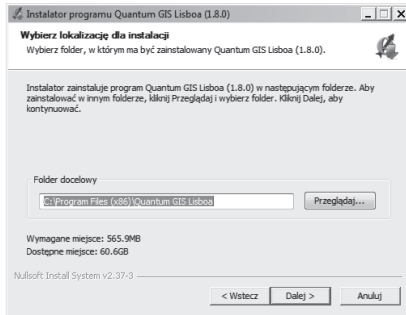 Instalator programu Quantum GIS Lisboa (1.8.0)
Wybierz lokalizację dla instalacji
Wybierz folder, w którym ma być zainstalowany Quantum GIS Lisboa (1.8.0).
Instalator zainstaluje program Quantum GIS Lisboa (1.8.0) w następującym folderze. Aby
zainstalować w innym folderze, kliknij Przeglądaj i wybierz folder. Kliknij Dalej, aby
kontynuować.
Folder docelowy
C:\Program Files (x86)\Quantum GIS Lisboa
Przeglądaj...
Wymagane miejsce: 565.9MB
Dostępne miejsce: 60.6GB
Nullsoft Install System v2.37-3
< Wstecz
Dalej >
Anuluj